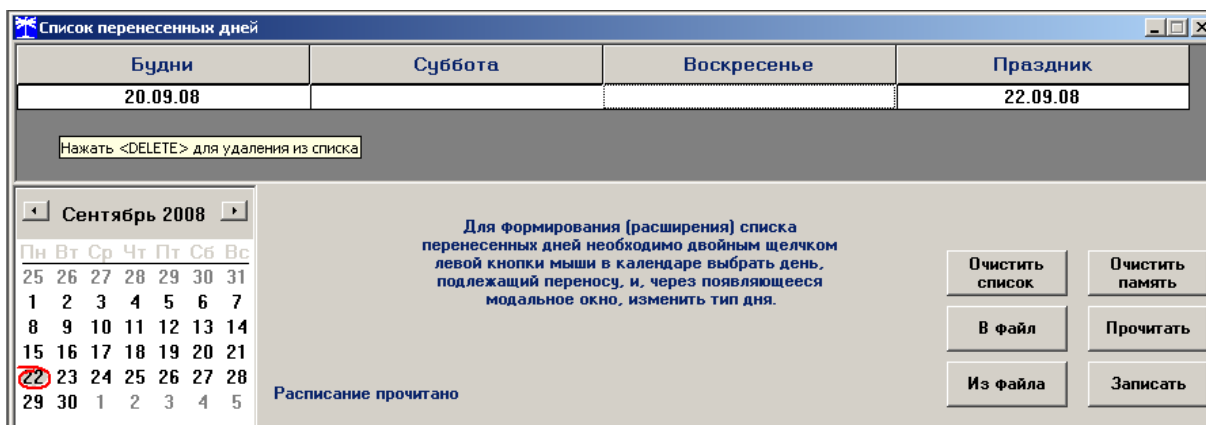 Список перенесенных дней
Будни Суббота Воскресенье Праздник
20.09.08 22.09.08
Нажать <DELETE> для удаления из списка
Сентябрь 2008
Пн Вт Ср Чт Пт Сб Вс
25 26 27 28 29 30 31
1 2 3 4 5 6 7
8 9 10 11 12 13 14
15 16 17 18 19 20 21
22 23 24 25 26 27 28
29 30 1 2 3 4 5
Для формирования (расширения) списка
перенесенных дней необходимо двойным щелчком
левой кнопки мыши в календаре выбрать день,
подлежащий переносу, и, через появляющееся
модальное окно, изменить тип дня.
Расписание прочитано
Очистить
список
Очистить
память
В файл Прочитать
Из файла Записать